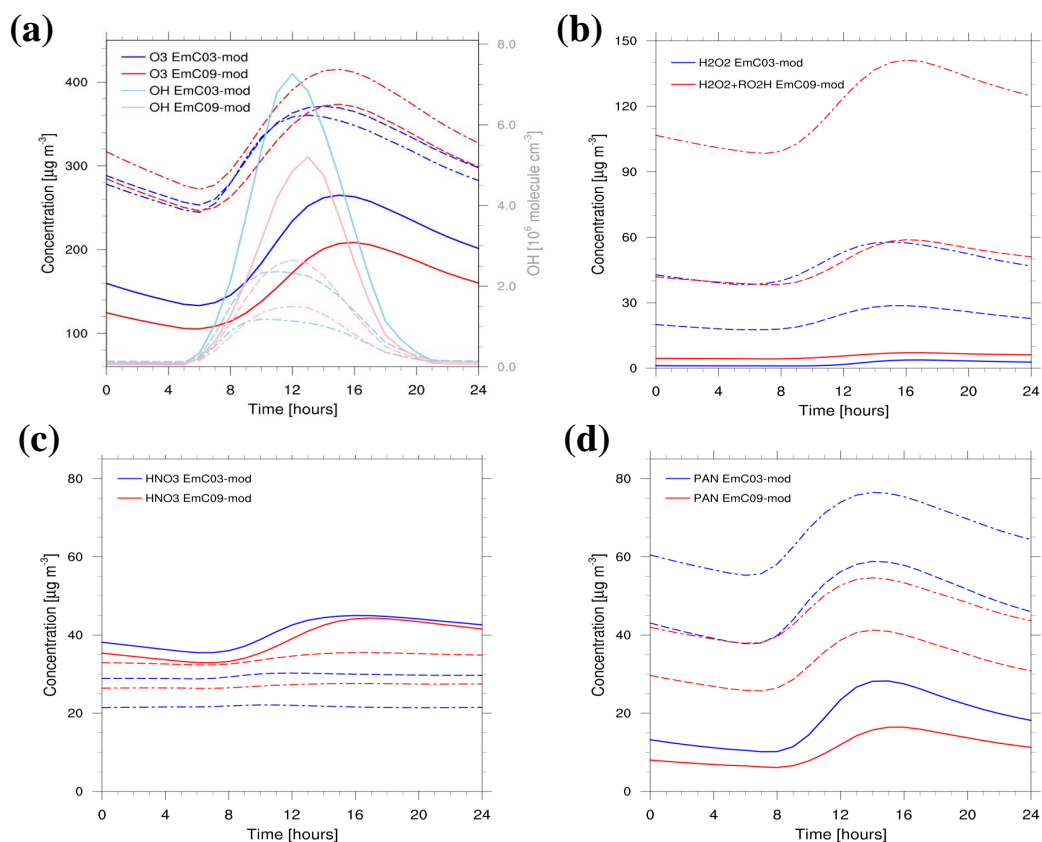 (a)
O3 EmC03-mod
O3 EmC09-mod
OH EmC03-mod
OH EmC09-mod
Concentration [µg m-3]
400
300
200
100
OH [10^6 molecule cm-3]
8.0
6.0
4.0
2.0
0.0
0 4 8 12 16 20 24
Time [hours]
(b)
H2O2 EmC03-mod
H2O2+RO2H EmC09-mod
Concentration [µg m-3]
150
120
90
60
30
0
0 4 8 12 16 20 24
Time [hours]
(c)
HNO3 EmC03-mod
HNO3 EmC09-mod
Concentration [µg m-3]
80
60
40
20
0
0 4 8 12 16 20 24
Time [hours]
(d)
PAN EmC03-mod
PAN EmC09-mod
Concentration [µg m-3]
80
60
40
20
0
0 4 8 12 16 20 24
Time [hours]